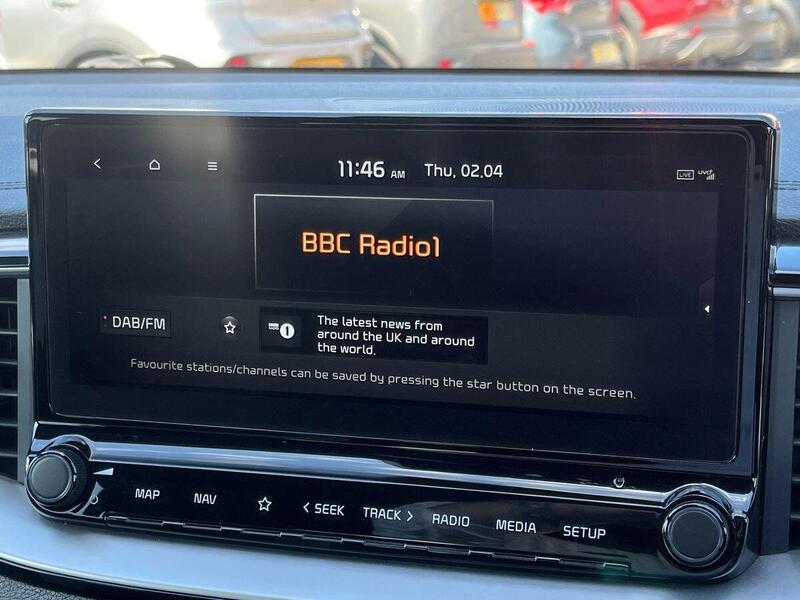 11:46 AM Thu, 02.04
LIVE UVO
BBC Radio1
DAB/FM
1
The latest news from
around the UK and around
the world.
Favourite stations/channels can be saved by pressing the star button on the screen.
MAP NAV < SEEK TRACK > RADIO MEDIA SETUP